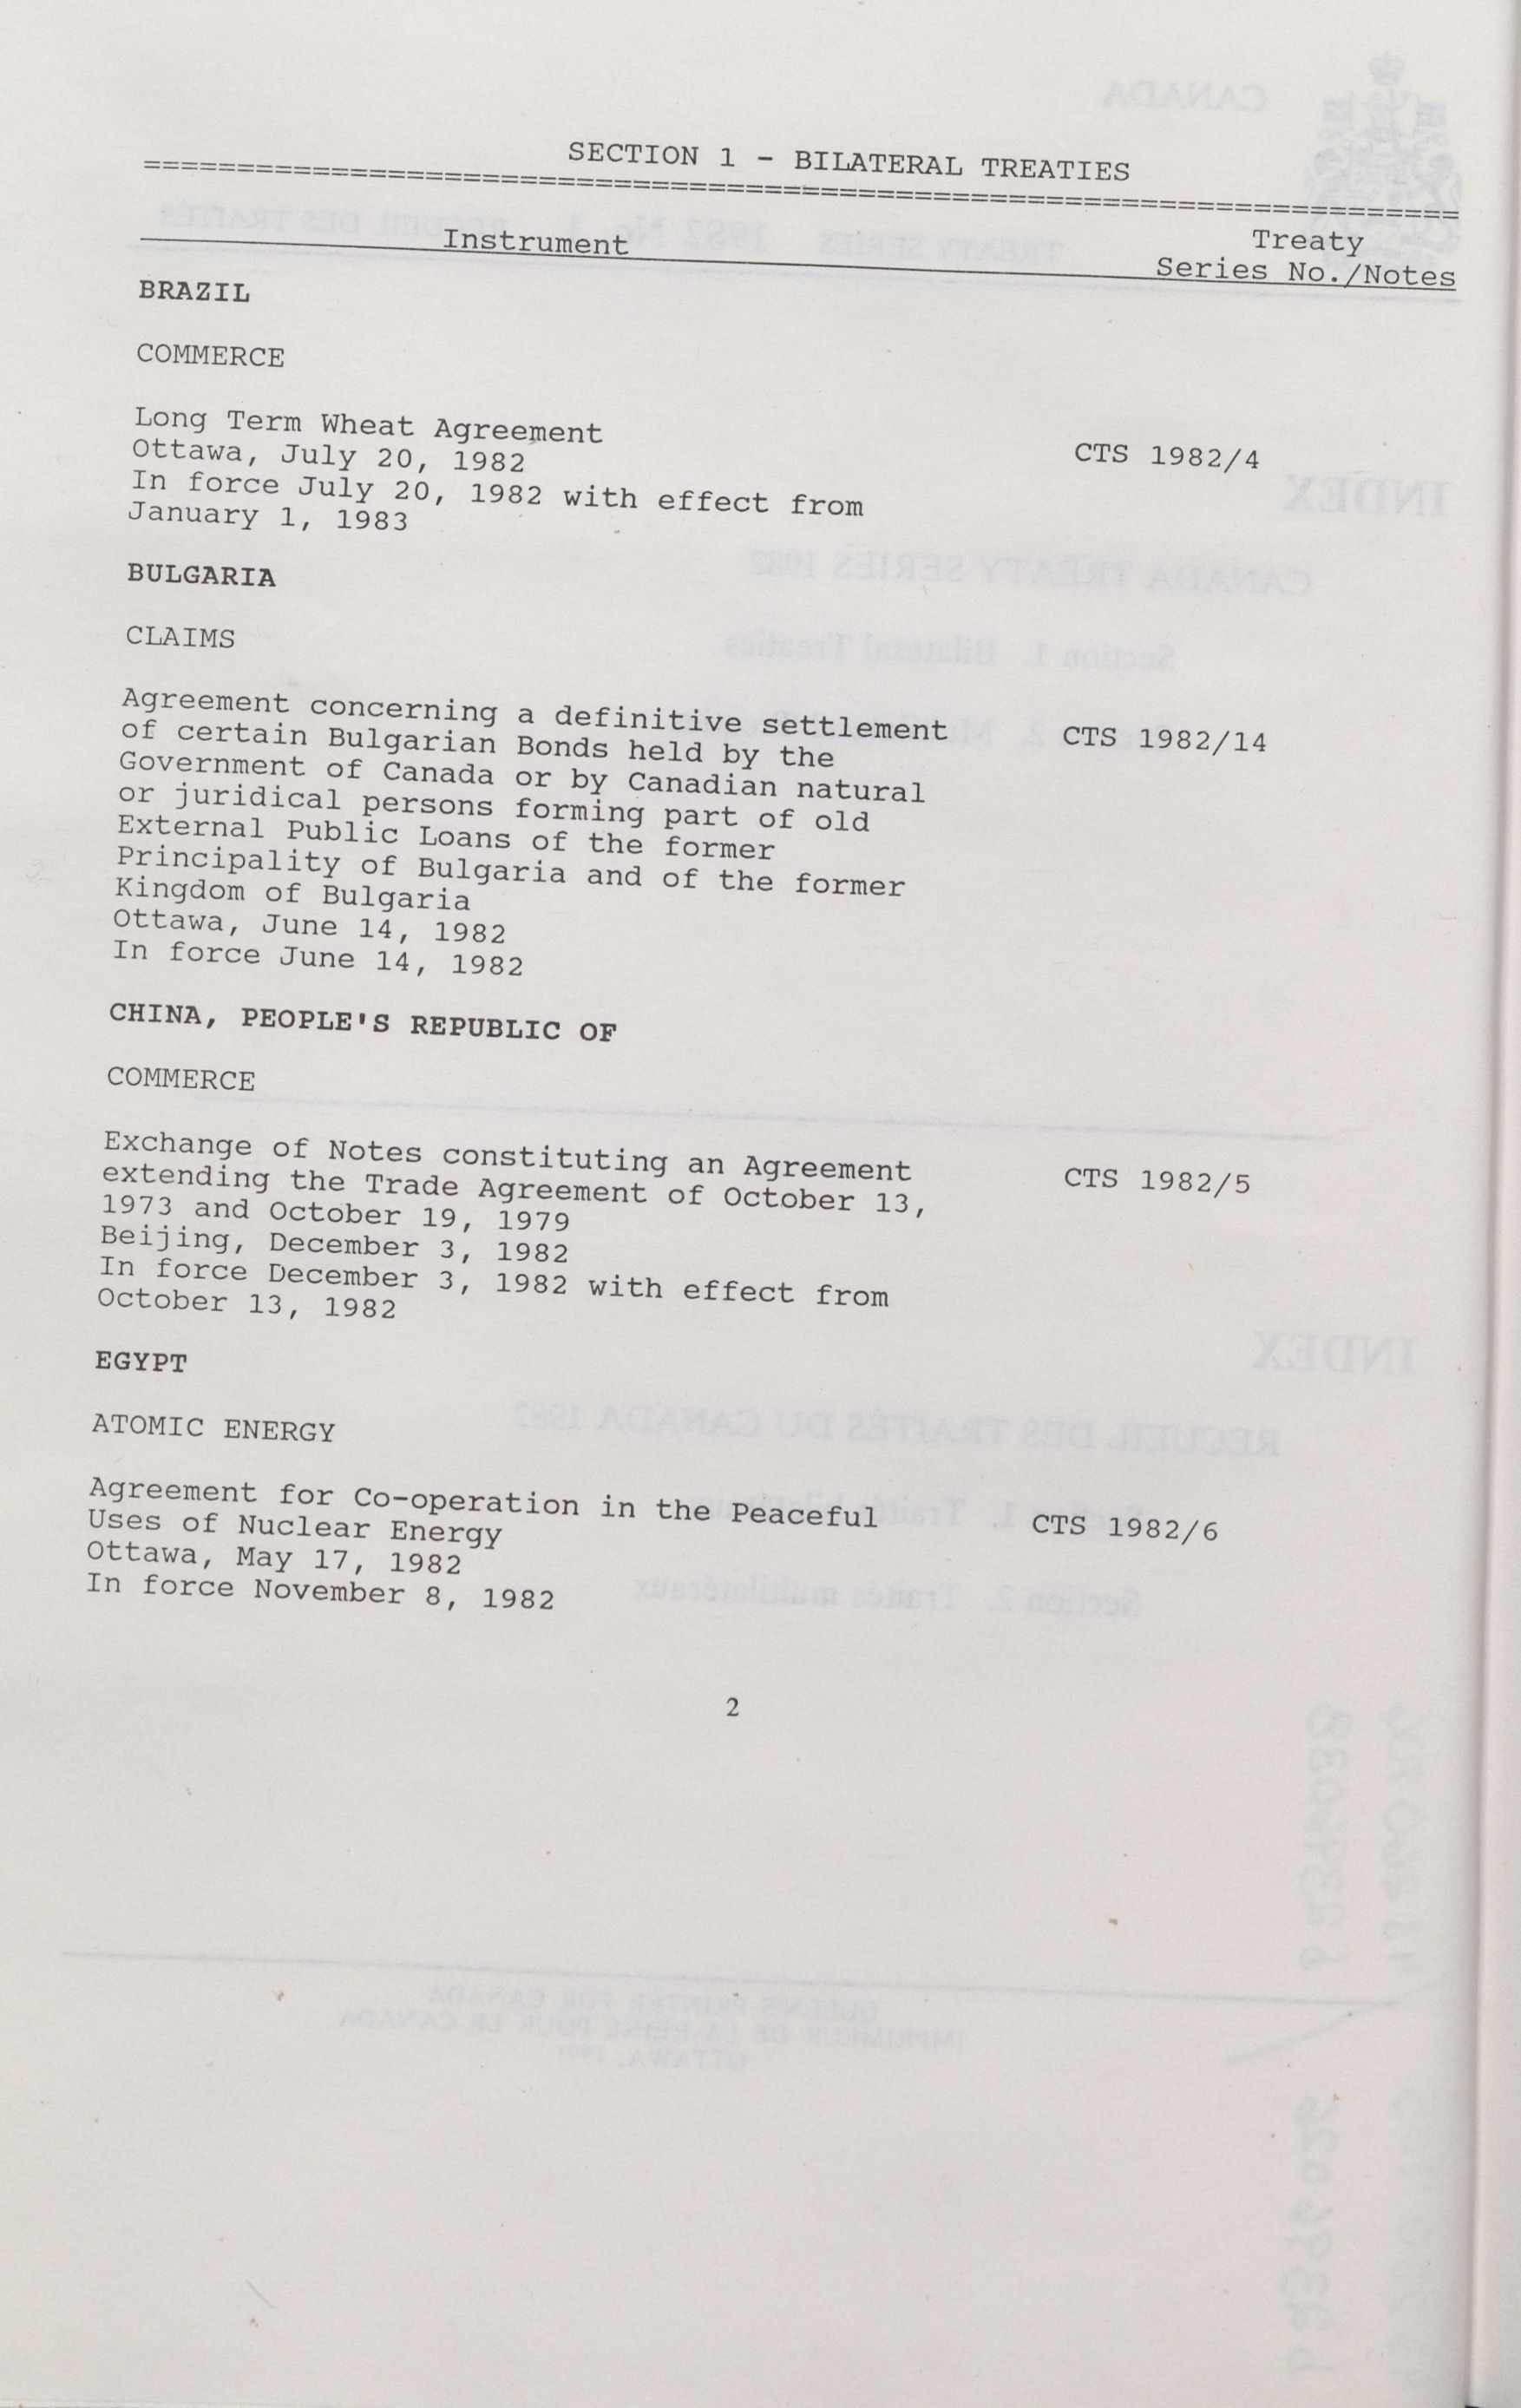 SECTION 1 - BILATERAL TREATIES
Instrument
Treaty
Series No./Notes
BRAZIL
COMMERCE
Long Term Wheat Agreement
CTS 1982/4
Ottawa, July 20, 1982
In force July 20, 1982 with effect from
January 1, 1983
BULGARIA
CLAIMS
Agreement concerning a definitive settlement
CTS 1982/14
of certain Bulgarian Bonds held by the
Government of Canada or by Canadian natural
or juridical persons forming part of old
External Public Loans of the former
Principality of Bulgaria and of the former
Kingdom of Bulgaria
Ottawa, June 14, 1982
In force June 14, 1982
CHINA, PEOPLE'S REPUBLIC OF
COMMERCE
Exchange of Notes constituting an Agreement
CTS 1982/5
extending the Trade Agreement of October 13,
1973 and October 19, 1979
Beijing, December 3, 1982
In force December 3, 1982 with effect from
October 13, 1982
EGYPT
ATOMIC ENERGY
Agreement for Co-operation in the Peaceful
CTS 1982/6
Uses of Nuclear Energy
Ottawa, May 17, 1982
In force November 8, 1982
2